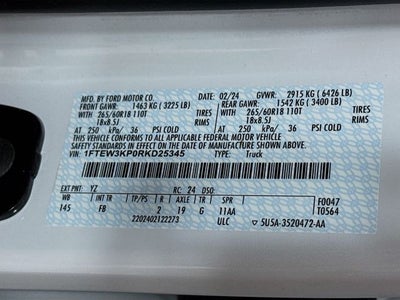 MFD. BY FORD MOTOR CO. 02/24 GVWR: 2915 KG ( 6426 LB)
FRONT GAWR: 1463 KG ( 3225 LB) REAR GAWR: 1542 KG ( 3400 LB)
WITH 265/60R18 110T TIRES WITH 265/60R18 110T TIRES
18x8.5J RIMS 18x8.5J RIMS
AT 250 kPa/ 36 PSI COLD AT 250 kPa/ 36 PSI COLD
THIS VEHICLE CONFORMS TO ALL APPLICABLE FEDERAL MOTOR VEHICLE
SAFETY STANDARDS IN EFFECT ON THE DATE OF MANUFACTURE SHOWN ABOVE.
VIN: 1FTEW3KP0RKD25345 TYPE: Truck
EXT PNT: YZ RC: 24 DSO:
WB INT TR TP/PS R AXLE TR SPR F0047
145 FB 2 19 G 11AA T0564
2202402122273 ULC 5U5A-3520472-AA